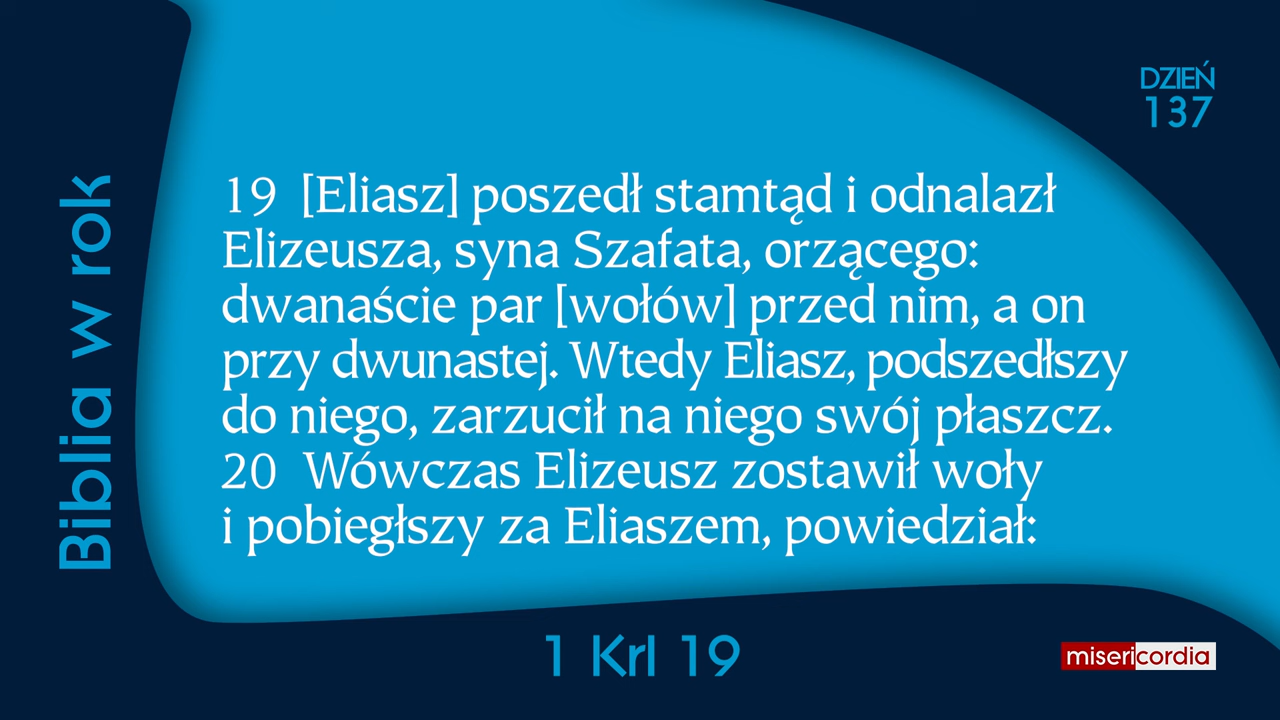 DZIEŃ
137
Biblia w rok
19 [Eliasz] poszedł stamtąd i odnalazł
Elizeusza, syna Szafata, orzącego:
dwanaście par [wołów] przed nim, a on
przy dwunastej. Wtedy Eliasz, podszedłszy
do niego, zarzucił na niego swój płaszcz.
20 Wówczas Elizeusz zostawił woły
i pobiegłszy za Eliaszem, powiedział:
1 Krl 19
misericordia